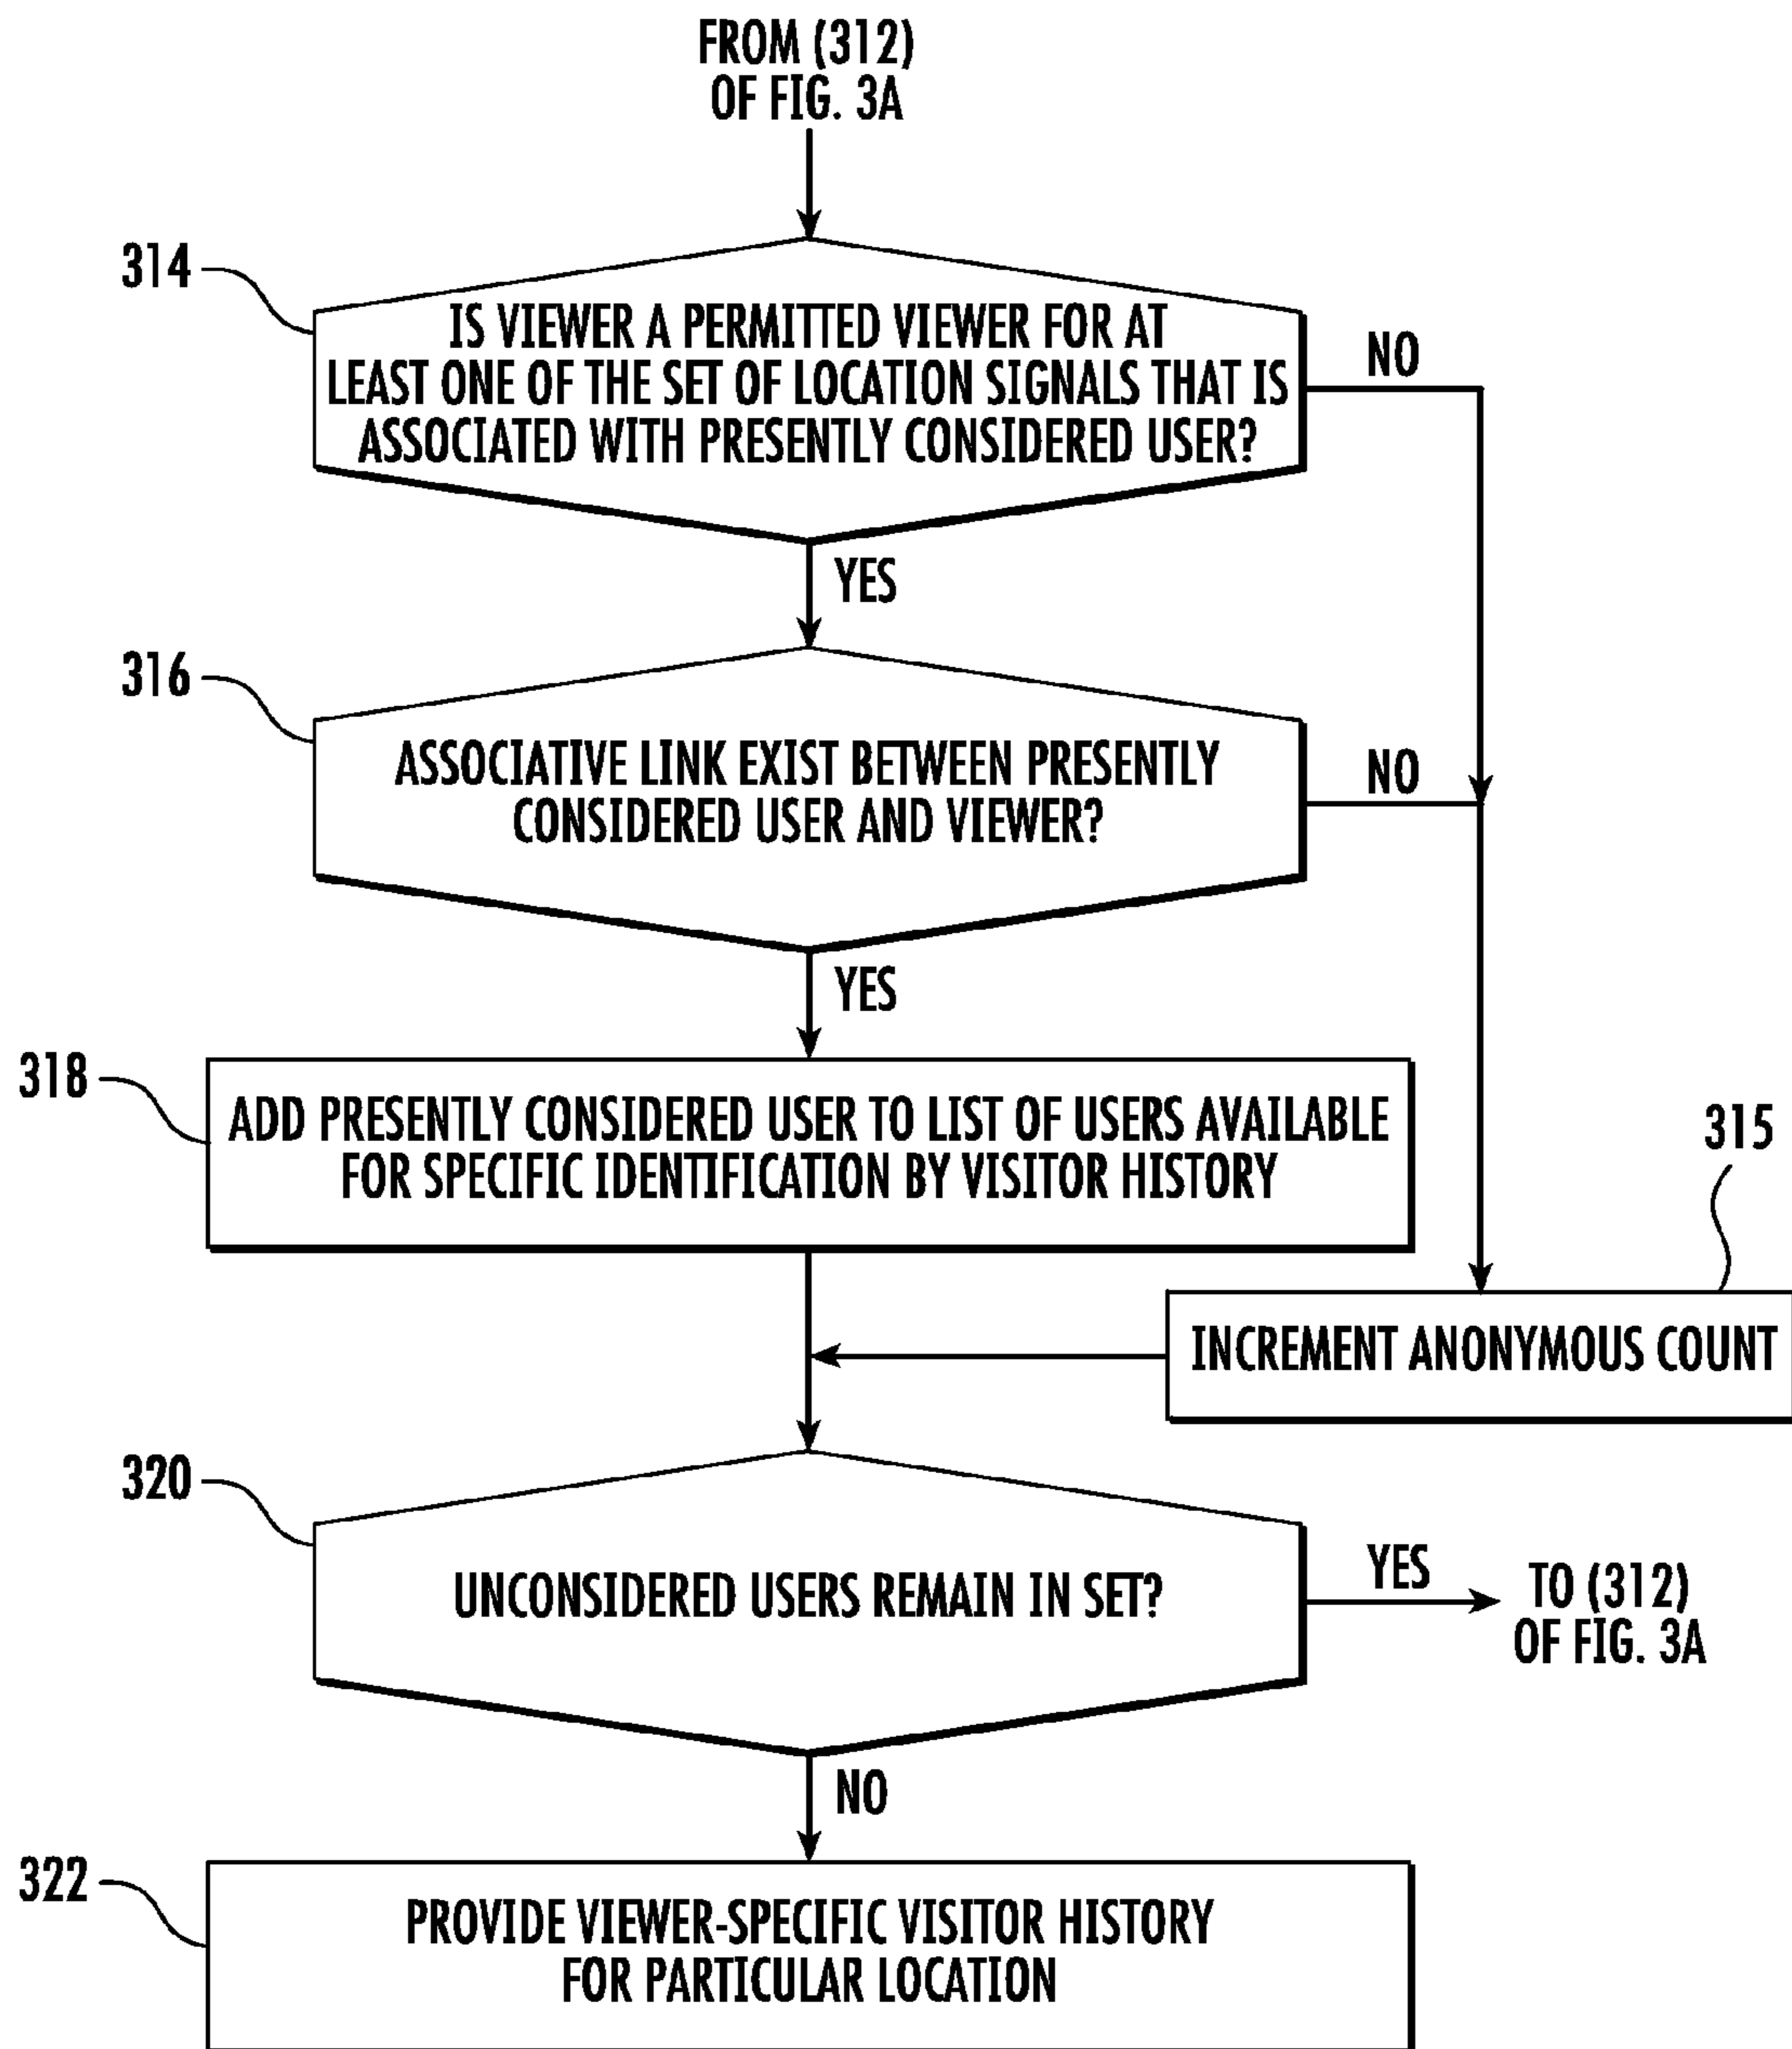 FROM (312)
OF FIG. 3A
314
IS VIEWER A PERMITTED VIEWER FOR AT
LEAST ONE OF THE SET OF LOCATION SIGNALS THAT IS
ASSOCIATED WITH PRESENTLY CONSIDERED USER?
NO
YES
316
ASSOCIATIVE LINK EXIST BETWEEN PRESENTLY
CONSIDERED USER AND VIEWER?
NO
YES
318
ADD PRESENTLY CONSIDERED USER TO LIST OF USERS AVAILABLE
FOR SPECIFIC IDENTIFICATION BY VISITOR HISTORY
315
INCREMENT ANONYMOUS COUNT
320
UNCONSIDERED USERS REMAIN IN SET?
YES
TO (312)
OF FIG. 3A
NO
322
PROVIDE VIEWER-SPECIFIC VISITOR HISTORY
FOR PARTICULAR LOCATION